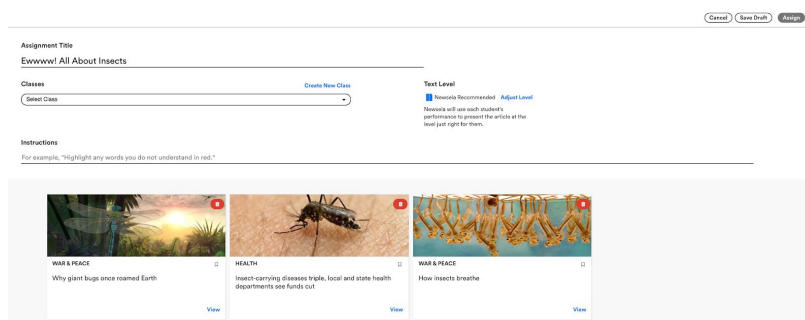 Cancel Save Draft Assign
Assignment Title
Ewwww! All About Insects
Classes Create New Class
Select Class
Text Level
Newsela Recommended Adjust Level
Newsela will use each student's
performance to present the article at the
level just right for them.
Instructions
For example, "Highlight any words you do not understand in red."
WAR & PEACE
Why giant bugs once roamed Earth
View
HEALTH
Insect-carrying diseases triple, local and state health
departments see funds cut
View
WAR & PEACE
How insects breathe
View